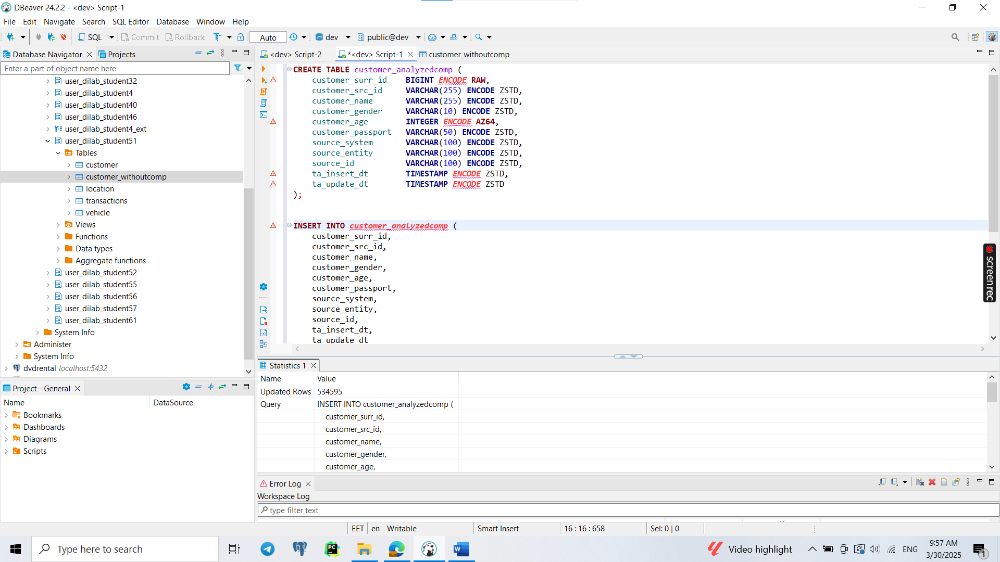 DBeaver 24.2.2 - <dev> Script-1
File Edit Navigate Search SQL Editor Database Window Help
SQL Commit Rollback Auto dev public@dev
Database Navigator Projects
Enter a part of object name here
user_dilab_student32
user_dilab_student4
user_dilab_student40
user_dilab_student46
user_dilab_student4_ext
user_dilab_student51
Tables
customer
customer_withoutcomp
location
transactions
vehicle
Views
Functions
Data types
Aggregate functions
user_dilab_student52
user_dilab_student55
user_dilab_student56
user_dilab_student57
user_dilab_student61
System Info
Administer
System Info
dvdrental localhost:5432
Project - General
Name DataSource
Bookmarks
Dashboards
Diagrams
Scripts
<dev> Script-2 *<dev> Script-1 customer_withoutcomp
CREATE TABLE customer_analyzedcomp (
customer_surr_id BIGINT ENCODE RAW,
customer_src_id VARCHAR(255) ENCODE ZSTD,
customer_name VARCHAR(255) ENCODE ZSTD,
customer_gender VARCHAR(10) ENCODE ZSTD,
customer_age INTEGER ENCODE AZ64,
customer_passport VARCHAR(50) ENCODE ZSTD,
source_system VARCHAR(100) ENCODE ZSTD,
source_entity VARCHAR(100) ENCODE ZSTD,
source_id VARCHAR(100) ENCODE ZSTD,
ta_insert_dt TIMESTAMP ENCODE ZSTD,
ta_update_dt TIMESTAMP ENCODE ZSTD
);
INSERT INTO customer_analyzedcomp (
customer_surr_id,
customer_src_id,
customer_name,
customer_gender,
customer_age,
customer_passport,
source_system,
source_entity,
source_id,
ta_insert_dt,
ta_update_dt
screenrec
Statistics 1
Name Value
Updated Rows 534595
Query INSERT INTO customer_analyzedcomp (
customer_surr_id,
customer_src_id,
customer_name,
customer_gender,
customer_age,
Error Log
Workspace Log
type filter text
EET en Writable Smart Insert 16 : 16 : 658 Sel: 0 | 0
Type here to search
Video highlight
ENG
9:57 AM
3/30/2025
1